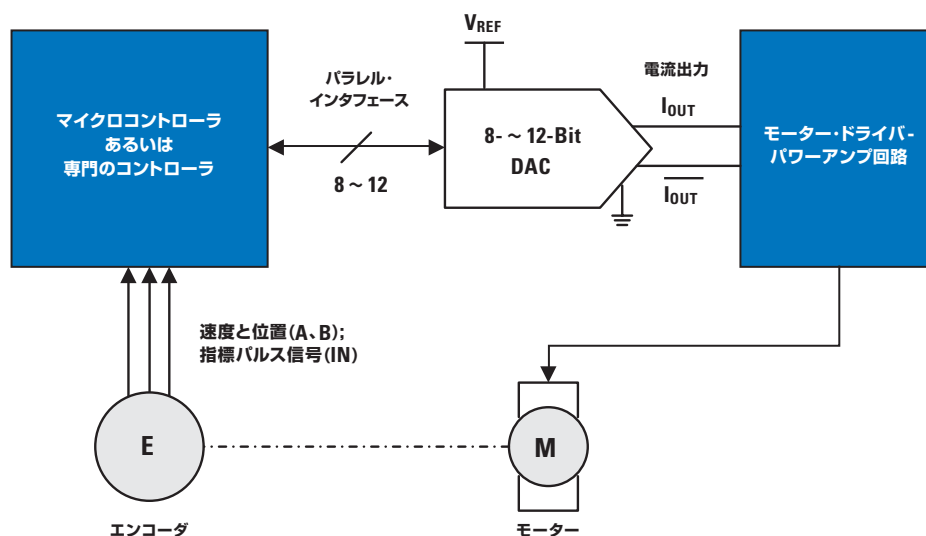 VREF
マイクロコントローラ
あるいは
専門のコントローラ
パラレル・
インタフェース
8 ~ 12
8- ~ 12-Bit
DAC
電流出力
IOUT
IOUT
モーター・ドライバ -
パワーアンプ回路
速度と位置(A、B);
指標パルス信号(IN)
E
エンコーダ
M
モーター